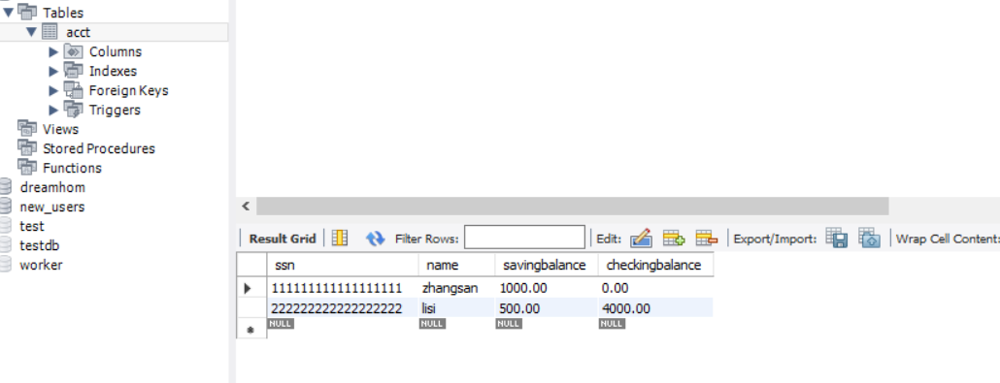 Tables
acct
Columns
Indexes
Foreign Keys
Triggers
Views
Stored Procedures
Functions
dreamhom
new_users
test
testdb
worker
Result Grid Filter Rows: Edit: Export/Import: Wrap Cell Content:
ssn name savingbalance checkingbalance
111111111111111111 zhangsan 1000.00 0.00
222222222222222222 lisi 500.00 4000.00
NULL NULL NULL NULL